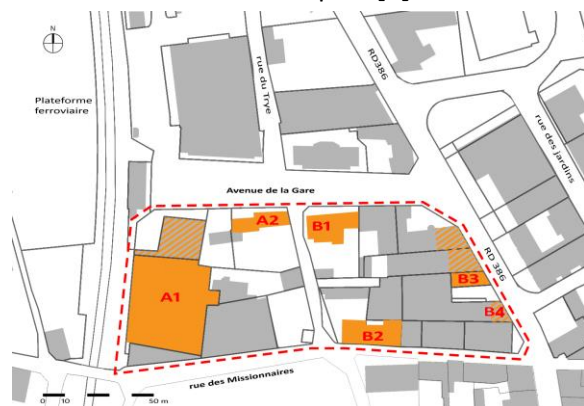 N
Plateforme
ferroviaire
rue du Trye
RD386
rue des jardins
Avenue de la Gare
A2
B1
RD 386
A1
B3
B4
B2
rue des Missionnaires
0 10 50 m